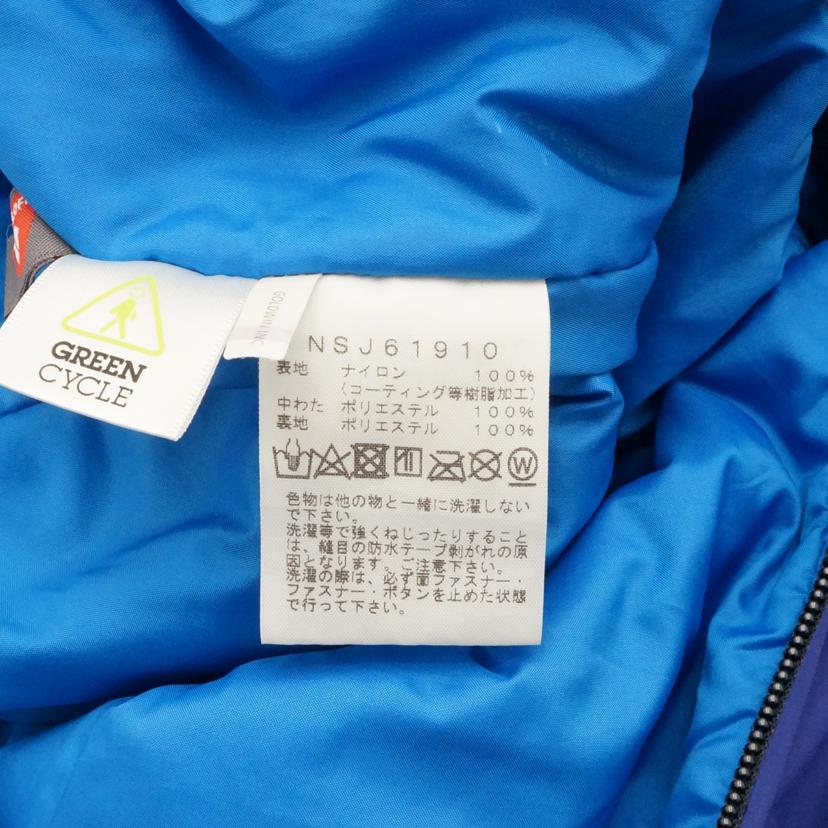 GREEN
CYCLE
GOLDWIN INC
NSJ61910
表地 ナイロン 100%
(コーティング等樹脂加工)
中わた ポリエステル 100%
裏地 ポリエステル 100%
W
色物は他の物と一緒に洗濯しない
で下さい。
洗濯等で強くねじったりすること
は、縫目の防水テープ剥がれの原
因となります。ご注意下さい。
洗濯の際は、必ず面ファスナー・
ファスナー・ボタンを止めた状態
で行って下さい。